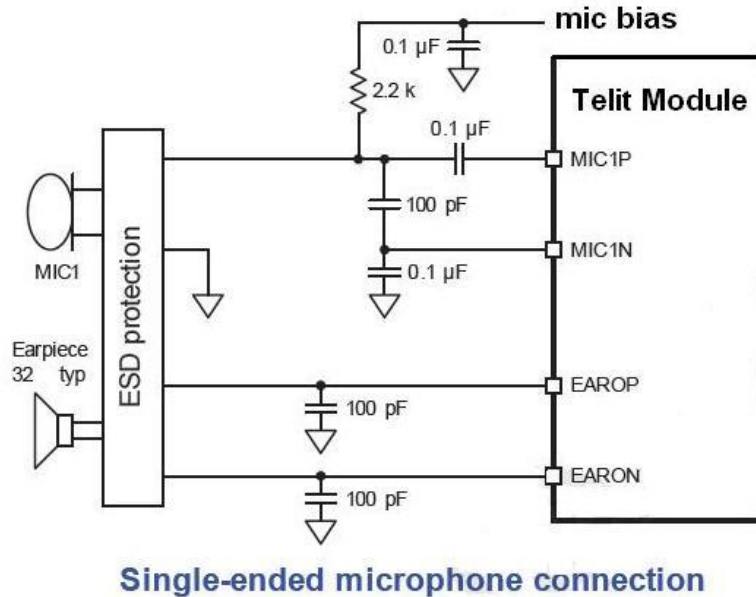 mic bias
0.1 µF
2.2 k
Telit Module
0.1 µF
MIC1P
100 pF
MIC1N
0.1 µF
MIC1
ESD protection
Earpiece
32 typ
EAROP
100 pF
EARON
100 pF
Single-ended microphone connection